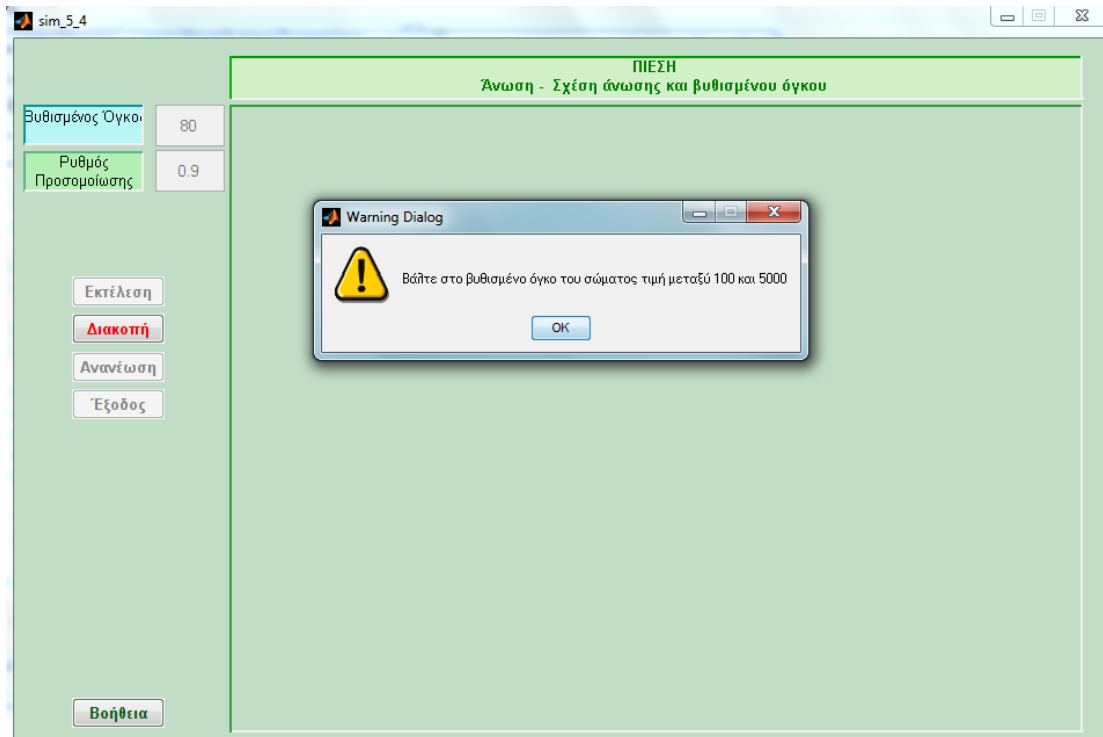 sim_5_4
ΠΙΕΣΗ
Άνωση - Σχέση άνωσης και βυθισμένου όγκου
Βυθισμένος Όγκο
80
Ρυθμός
Προσομοίωσης
0.9
Warning Dialog
Βάλτε στο βυθισμένο όγκο του σώματος τιμή μεταξύ 100 και 5000
OK
Εκτέλεση
Διακοπή
Ανανέωση
Έξοδος
Βοήθεια